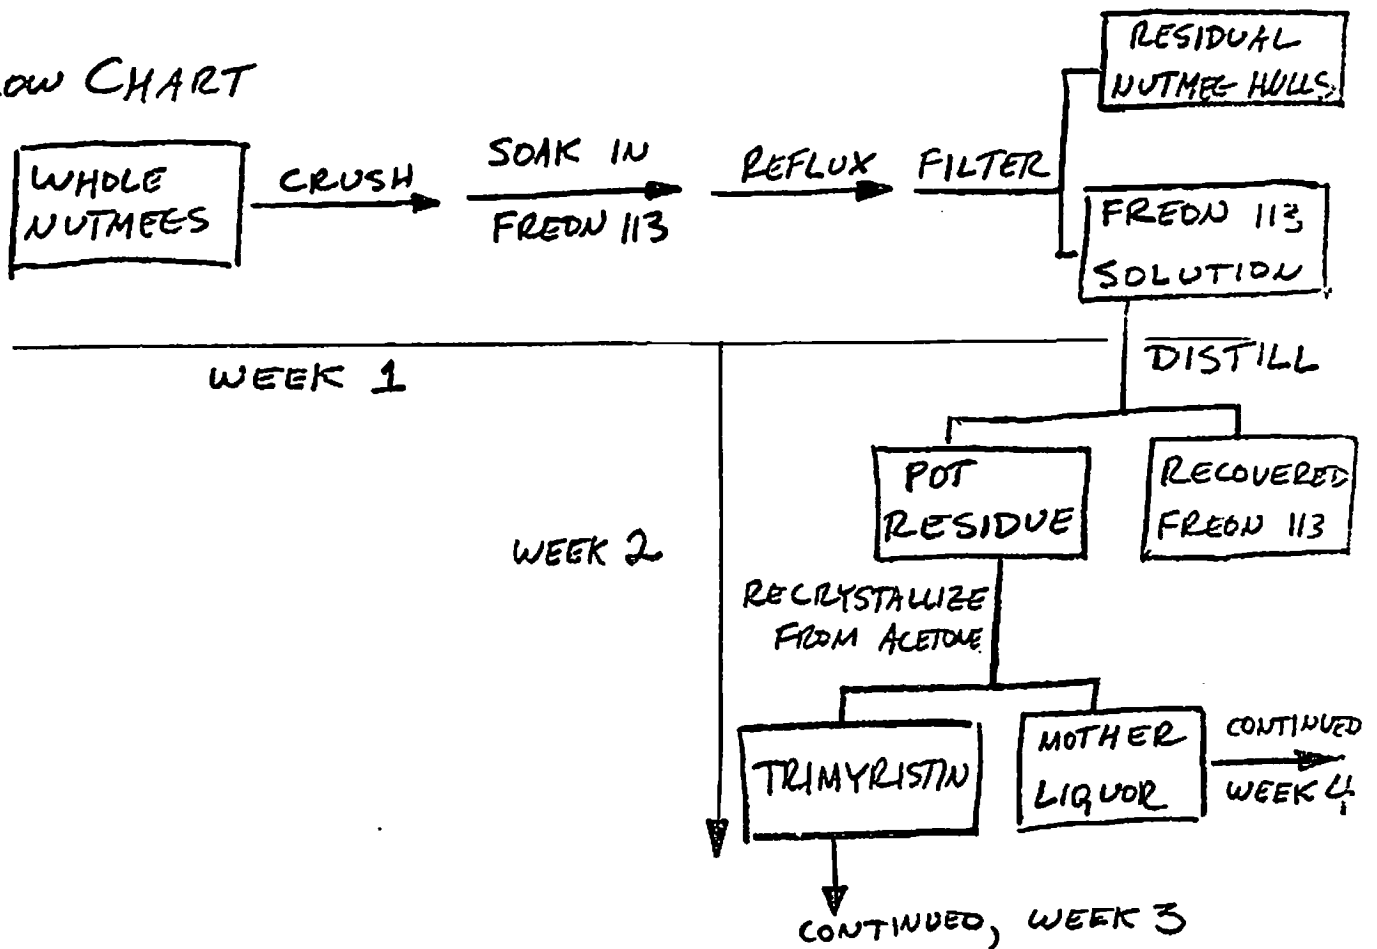 LOW CHART
WHOLE
NUTMEGS
CRUSH
SOAK IN
FREON 113
REFLUX
FILTER
RESIDUAL
NUTMEG HULLS
FREON 113
SOLUTION
WEEK 1
DISTILL
WEEK 2
POT
RESIDUE
RECOVERED
FREON 113
RECRYSTALLIZE
FROM ACETONE
TRIMYRISTIN
MOTHER
LIQUOR
CONTINUED
WEEK 4
CONTINUED, WEEK 3